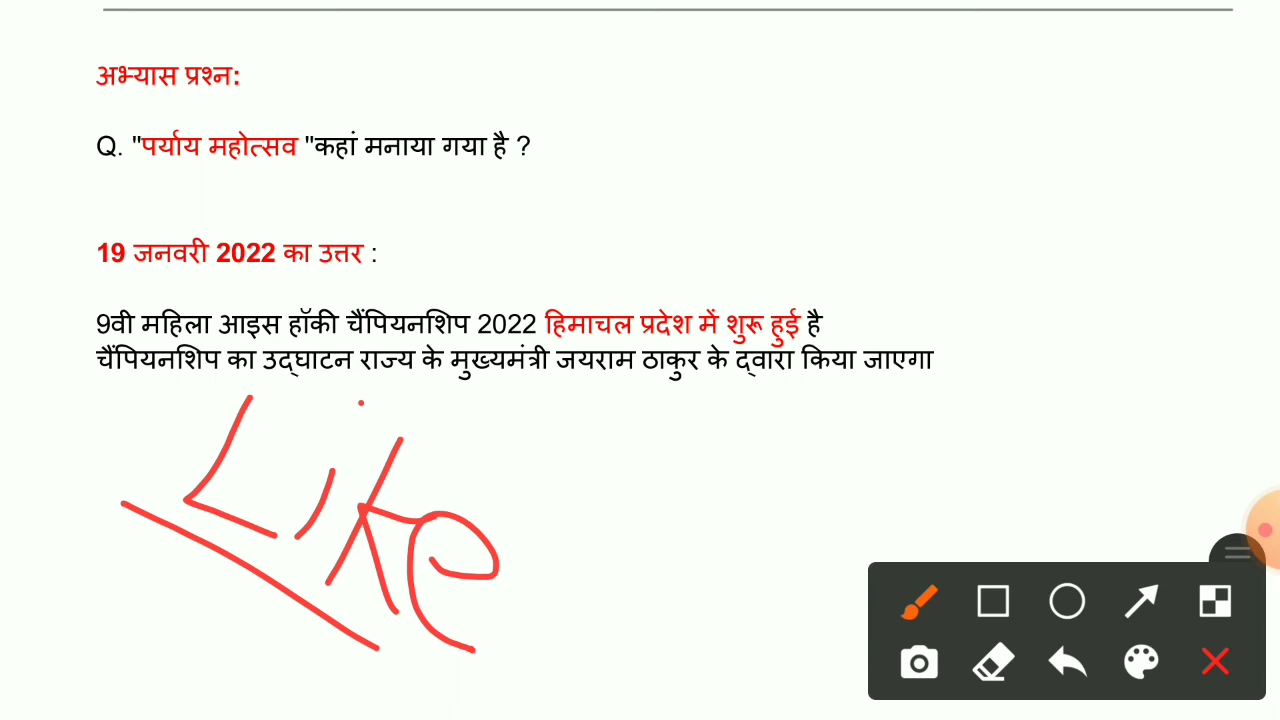 अभ्यास प्रश्न:
Q. "पर्याय महोत्सव "कहां मनाया गया है ?
19 जनवरी 2022 का उत्तर :
9वी महिला आइस हॉकी चैंपियनशिप 2022 हिमाचल प्रदेश में शुरू हुई है
चैंपियनशिप का उद्घाटन राज्य के मुख्यमंत्री जयराम ठाकुर के द्वारा किया जाएगा
Like